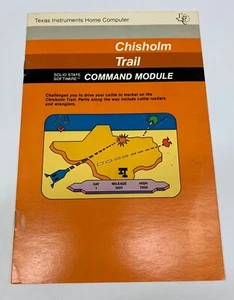 Texas Instruments Home Computer
Chisholm
Trail
SOLID STATE
SOFTWARE™
COMMAND MODULE
Challenges you to drive your cattle to market on the
Chisholm Trail. Perils along the way include cattle rustlers
and wranglers.
DAY
MILEAGE
HIGH
1